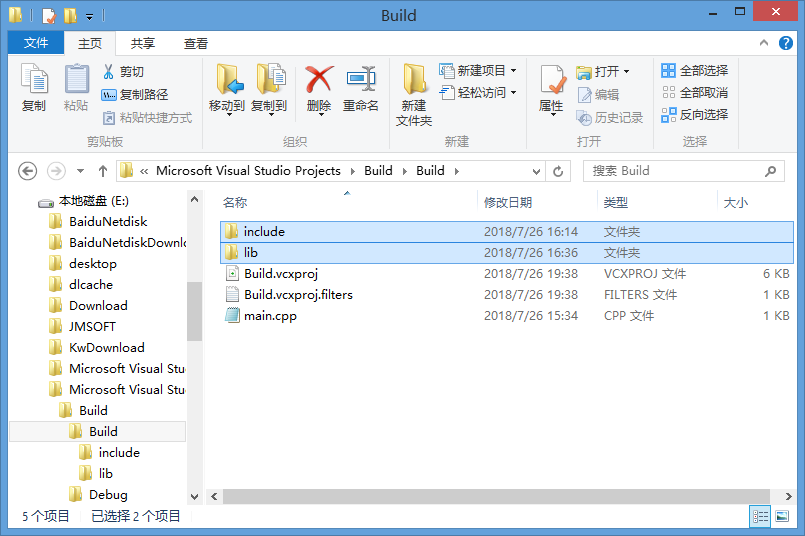 Build
文件 主页 共享 查看
复制
粘贴
剪切
复制路径
粘贴快捷方式
剪贴板
移动到
复制到
删除
重命名
组织
新建
文件夹
新建项目
轻松访问
新建
属性
打开
编辑
历史记录
打开
全部选择
全部取消
反向选择
选择
« Microsoft Visual Studio Projects Build Build
搜索 Build
本地磁盘 (E:)
BaiduNetdisk
BaiduNetdiskDownl
desktop
dlcache
Download
JMSOFT
KwDownload
Microsoft Visual Stu
Microsoft Visual Stu
Build
Build
include
lib
Debug
名称 修改日期 类型 大小
include 2018/7/26 16:14 文件夹
lib 2018/7/26 16:36 文件夹
Build.vcxproj 2018/7/26 19:38 VCXPROJ 文件 6 KB
Build.vcxproj.filters 2018/7/26 19:38 FILTERS 文件 1 KB
main.cpp 2018/7/26 15:34 CPP 文件 1 KB
5 个项目 已选择 2 个项目